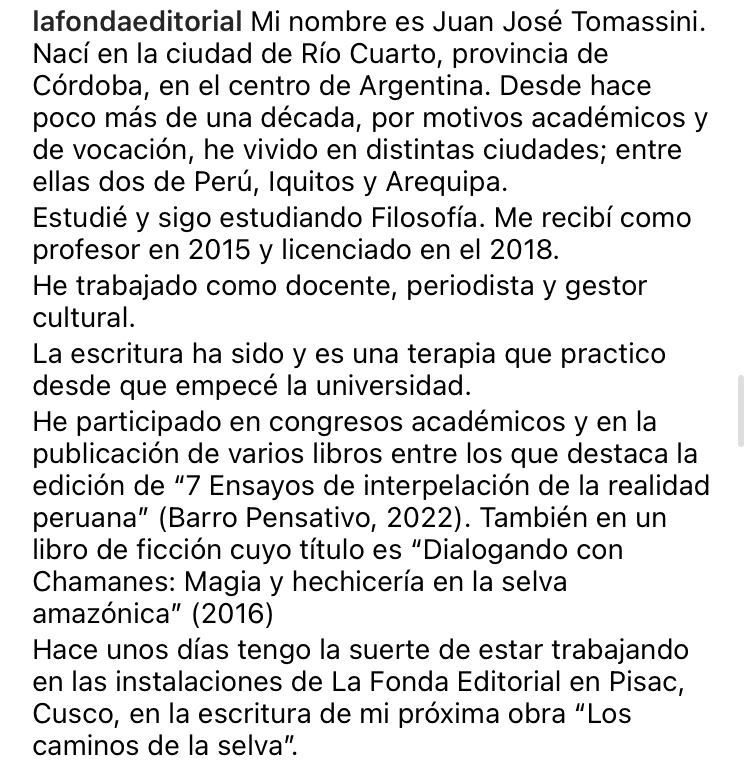 lafondaeditorial Mi nombre es Juan José Tomassini.
Nací en la ciudad de Río Cuarto, provincia de
Córdoba, en el centro de Argentina. Desde hace
poco más de una década, por motivos académicos y
de vocación, he vivido en distintas ciudades; entre
ellas dos de Perú, Iquitos y Arequipa.
Estudié y sigo estudiando Filosofía. Me recibí como
profesor en 2015 y licenciado en el 2018.
He trabajado como docente, periodista y gestor
cultural.
La escritura ha sido y es una terapia que practico
desde que empecé la universidad.
He participado en congresos académicos y en la
publicación de varios libros entre los que destaca la
edición de “7 Ensayos de interpelación de la realidad
peruana” (Barro Pensativo, 2022). También en un
libro de ficción cuyo título es “Dialogando con
Chamanes: Magia y hechicería en la selva
amazónica” (2016)
Hace unos días tengo la suerte de estar trabajando
en las instalaciones de La Fonda Editorial en Pisac,
Cusco, en la escritura de mi próxima obra “Los
caminos de la selva”.